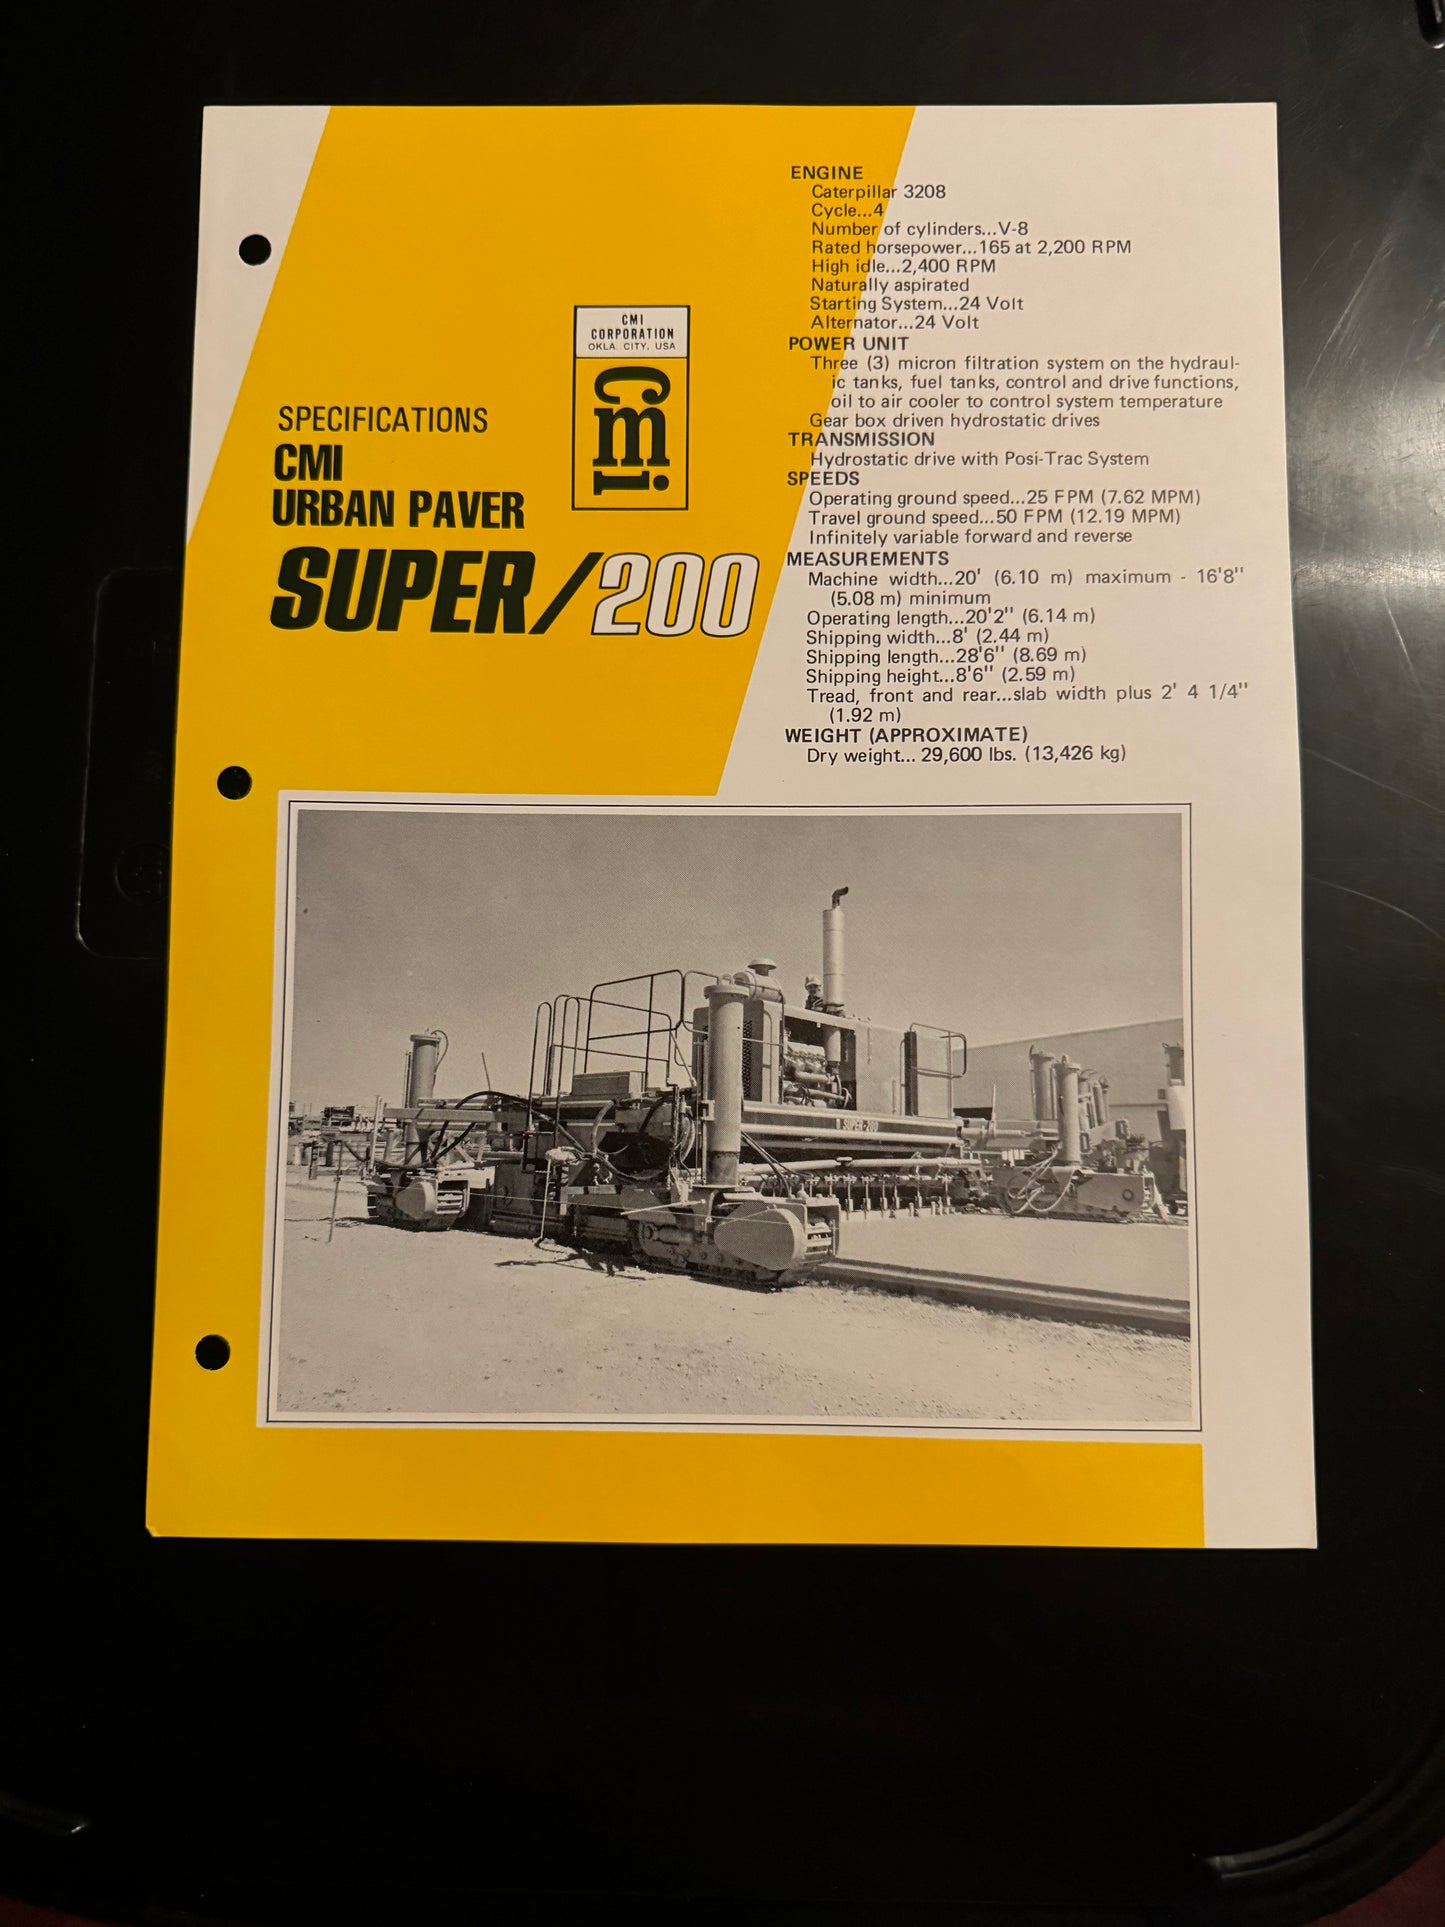 CMI
CORPORATION
OKLA. CITY, USA
cmi
SPECIFICATIONS
CMI
URBAN PAVER
SUPER/200
ENGINE
Caterpillar 3208
Cycle...4
Number of cylinders...V-8
Rated horsepower...165 at 2,200 RPM
High idle...2,400 RPM
Naturally aspirated
Starting System...24 Volt
Alternator...24 Volt
POWER UNIT
Three (3) micron filtration system on the hydraul-
ic tanks, fuel tanks, control and drive functions,
oil to air cooler to control system temperature
Gear box driven hydrostatic drives
TRANSMISSION
Hydrostatic drive with Posi-Trac System
SPEEDS
Operating ground speed...25 FPM (7.62 MPM)
Travel ground speed...50 FPM (12.19 MPM)
Infinitely variable forward and reverse
MEASUREMENTS
Machine width...20' (6.10 m) maximum - 16'8''
(5.08 m) minimum
Operating length...20'2'' (6.14 m)
Shipping width...8' (2.44 m)
Shipping length...28'6'' (8.69 m)
Shipping height...8'6'' (2.59 m)
Tread, front and rear...slab width plus 2' 4 1/4''
(1.92 m)
WEIGHT (APPROXIMATE)
Dry weight... 29,600 lbs. (13,426 kg)
SUPER-200